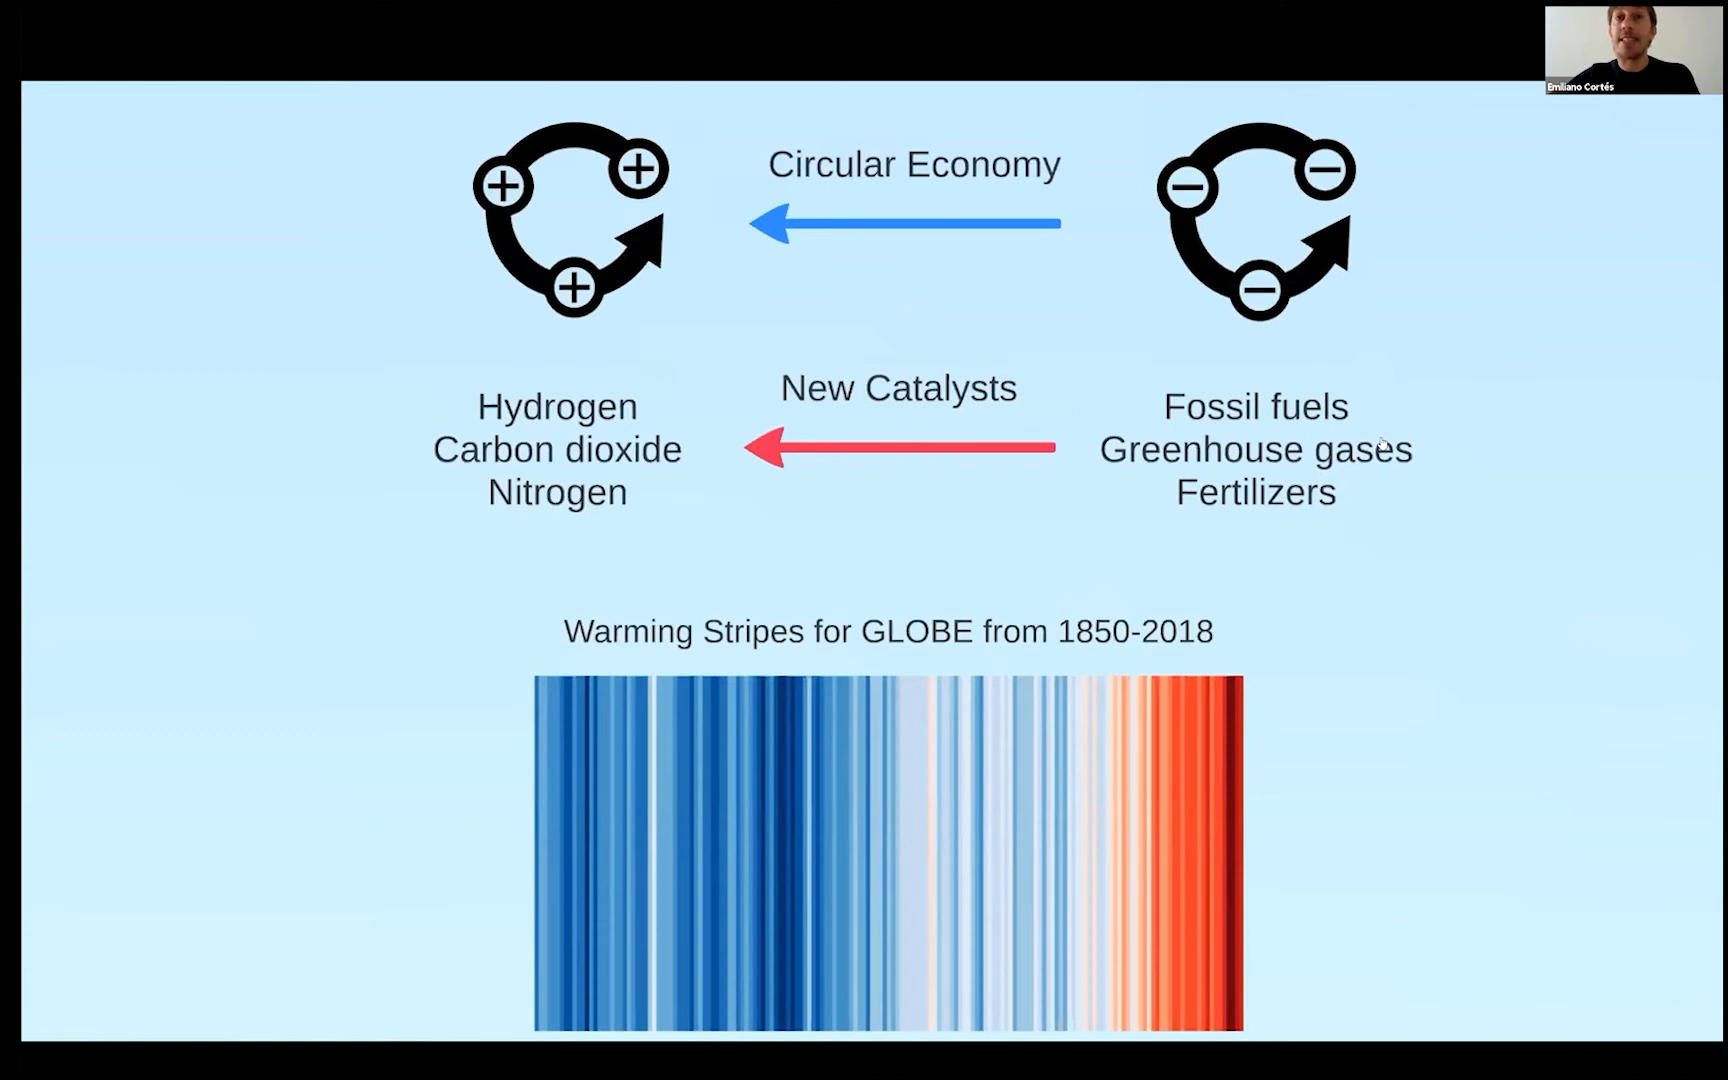 Emiliano Cortés
Circular Economy
New Catalysts
Hydrogen
Carbon dioxide
Nitrogen
Fossil fuels
Greenhouse gases
Fertilizers
Warming Stripes for GLOBE from 1850-2018